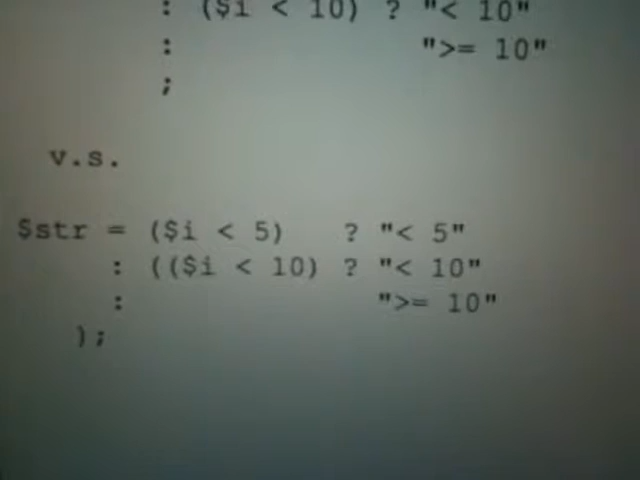 : ($i < 10) ? "< 10"
: ">= 10"
;
v.s.
$str = ($i < 5) ? "< 5"
: (($i < 10) ? "< 10"
: ">= 10"
);